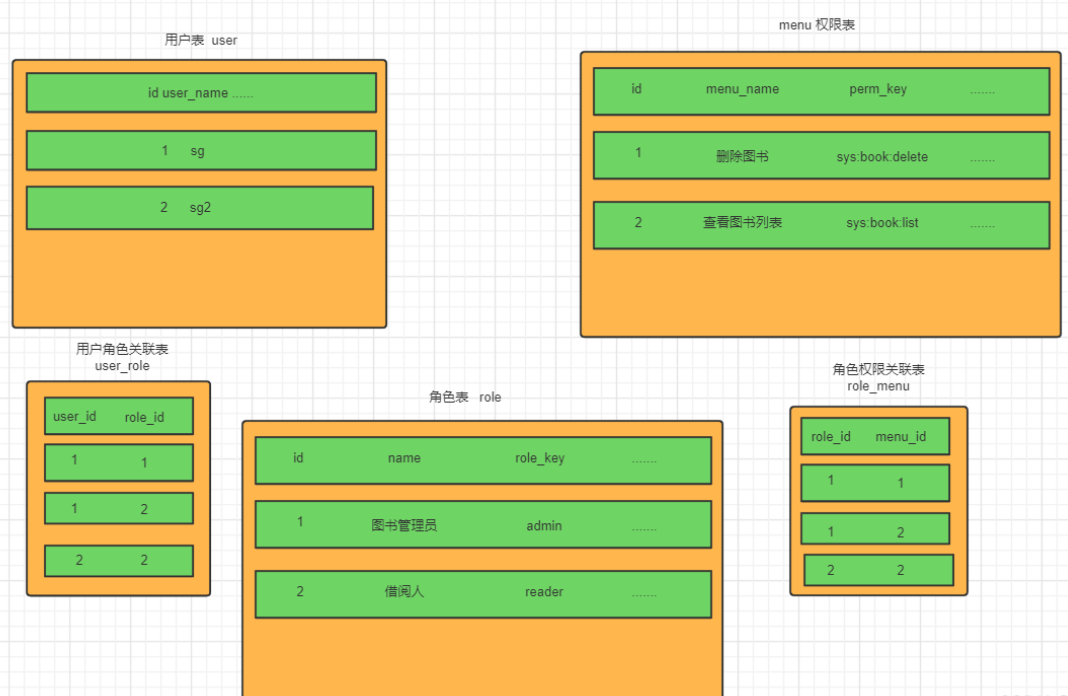 用户表 user
id user_name ......
1 sg
2 sg2
menu 权限表
id menu_name perm_key .......
1 删除图书 sys:book:delete .......
2 查看图书列表 sys:book:list .......
用户角色关联表
user_role
user_id role_id
1 1
1 2
2 2
角色表 role
id name role_key .......
1 图书管理员 admin .......
2 借阅人 reader .......
角色权限关联表
role_menu
role_id menu_id
1 1
1 2
2 2